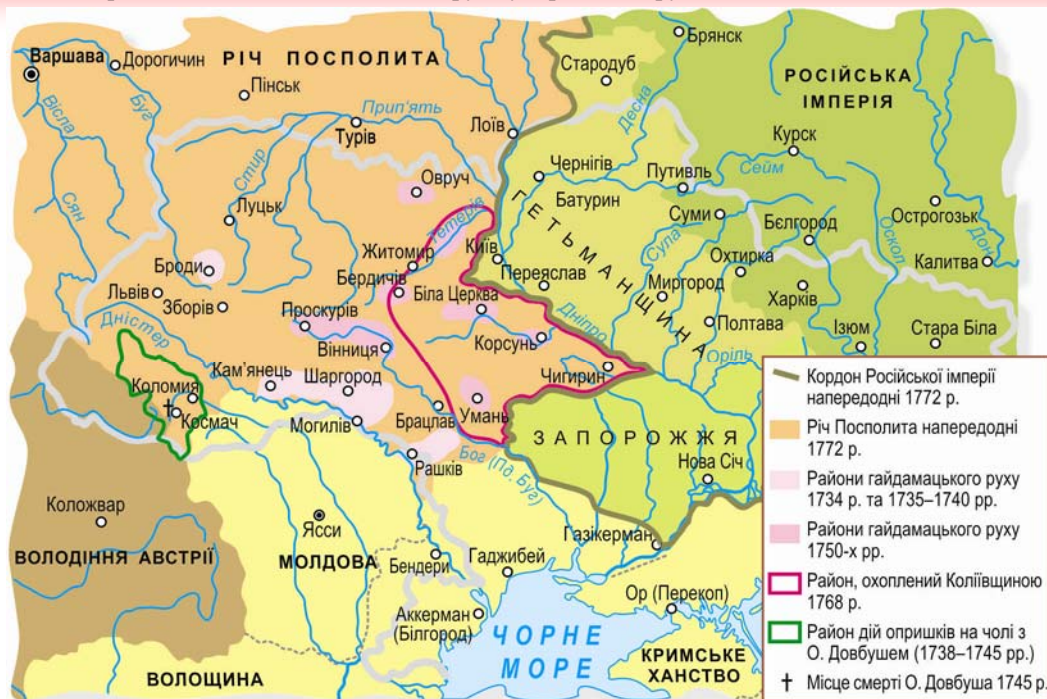 Варшава
Дорогичин
РІЧ ПОСПОЛИТА
Брянск
Стародуб
РОСІЙСЬКА
ІМПЕРІЯ
Вісла
Буг
Пінськ
Прип'ять
Турів
Лоїв
Десна
Курск
Чернігів
Путивль
Сейм
Сян
Стир
Овруч
Батурин
ГЕТЬМАНЩИНА
Суми
Бєлгород
Острогозьк
Луцьк
Тетерів
Київ
Сула
Оскол
Дон
Житомир
Переяслав
Охтирка
Калитва
Броди
Бердичів
Миргород
Харків
Львів
Зборів
Біла Церква
Дніпро
Полтава
Ізюм
Стара Біла
Дністер
Проскурів
Корсунь
Оріль
Вінниця
Чигирин
Кам'янець
Шаргород
Коломия
Космач
Умань
Могилів
Брацлав
ЗАПОРОЖЖЯ
Рашків
Бог (Пд. Буг)
Нова Січ
Коложвар
Ясси
Газікерман
ВОЛОДІННЯ АВСТРІЇ
МОЛДОВА
Бендери
Гаджибей
Ор (Перекоп)
Аккерман
(Білгород)
ЧОРНЕ
МОРЕ
КРИМСЬКЕ
ХАНСТВО
ВОЛОЩИНА
Кордон Російської імперії
напередодні 1772 р.
Річ Посполита напередодні
1772 р.
Райони гайдамацького руху
1734 р. та 1735–1740 рр.
Райони гайдамацького руху
1750-х рр.
Район, охоплений Коліївщиною
1768 р.
Район дій опришків на чолі з
О. Довбушем (1738–1745 рр.)
Місце смерті О. Довбуша 1745 р.